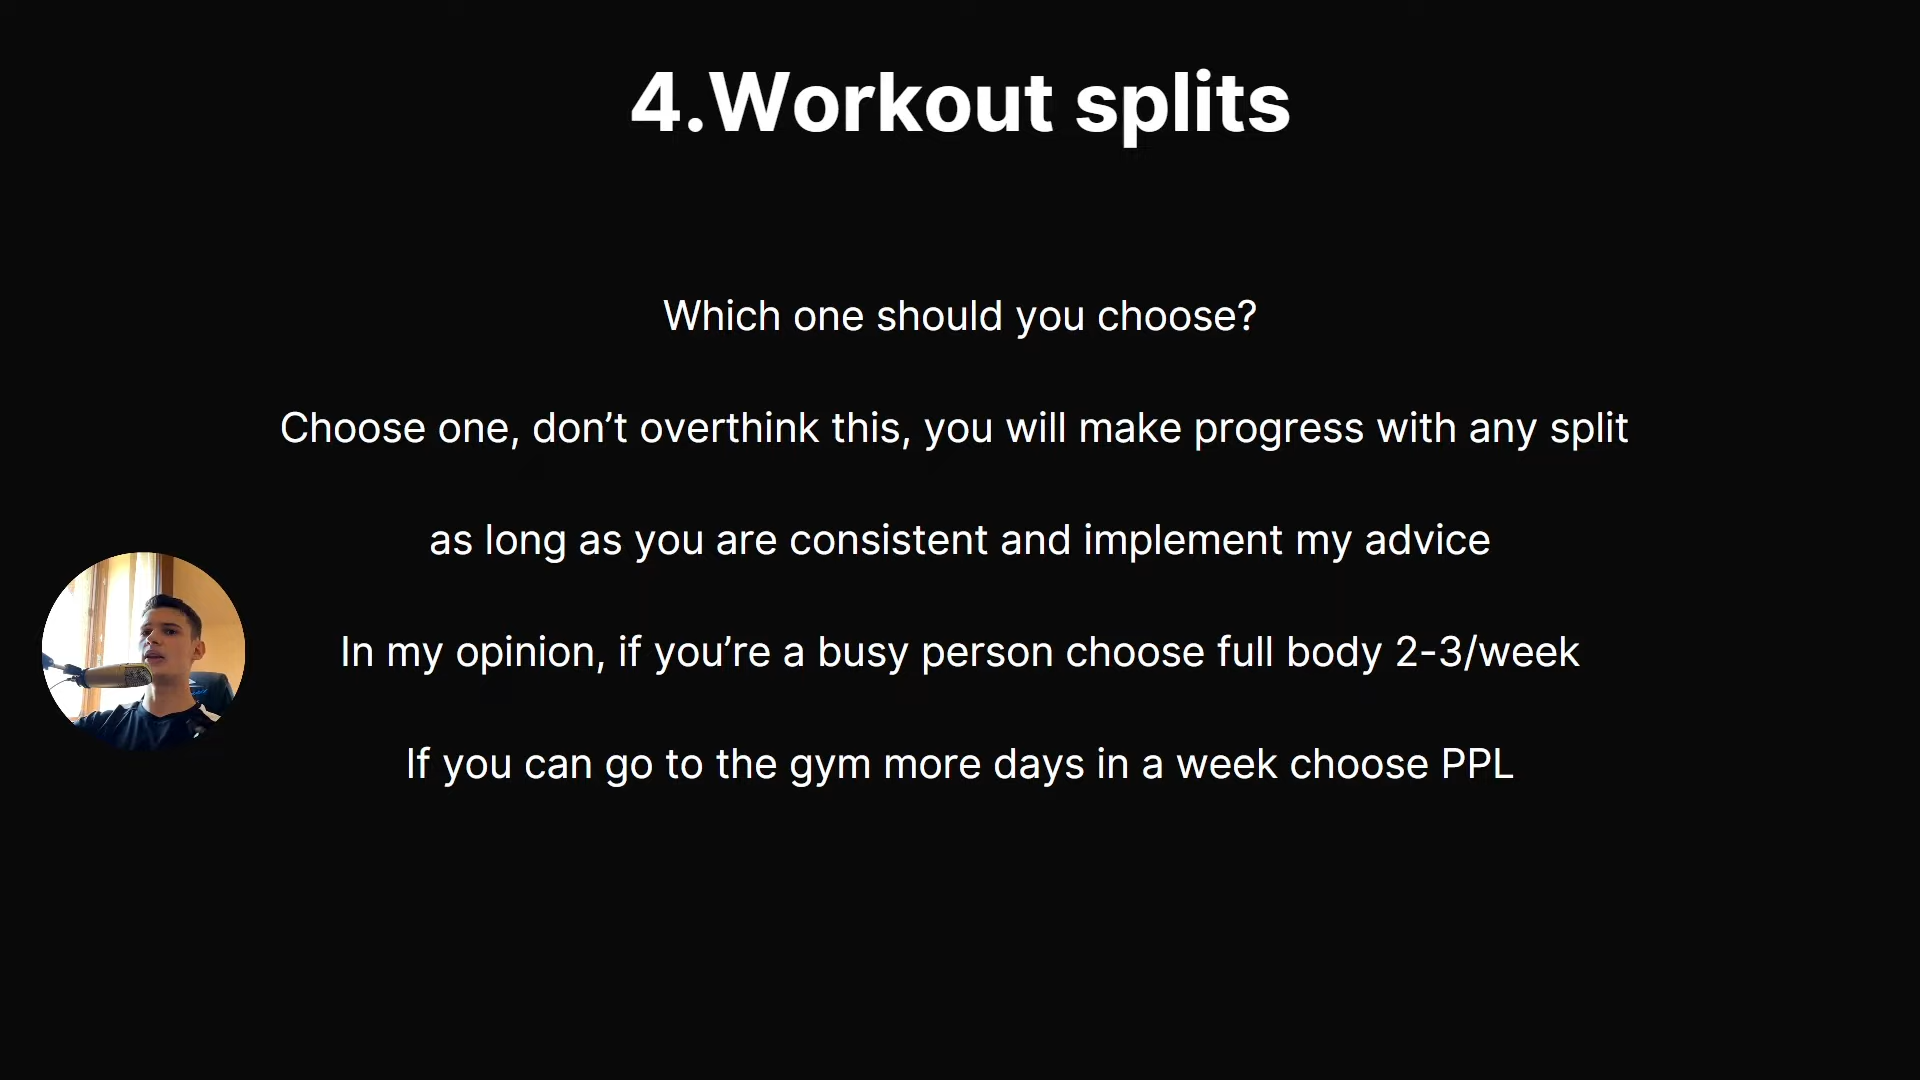 4.Workout splits
Which one should you choose?
Choose one, don’t overthink this, you will make progress with any split
as long as you are consistent and implement my advice
In my opinion, if you’re a busy person choose full body 2-3/week
If you can go to the gym more days in a week choose PPL